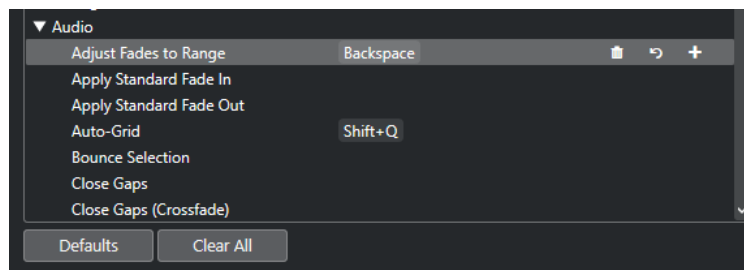 Audio
Adjust Fades to Range Backspace
Apply Standard Fade In
Apply Standard Fade Out
Auto-Grid Shift+Q
Bounce Selection
Close Gaps
Close Gaps (Crossfade)
Defaults Clear All